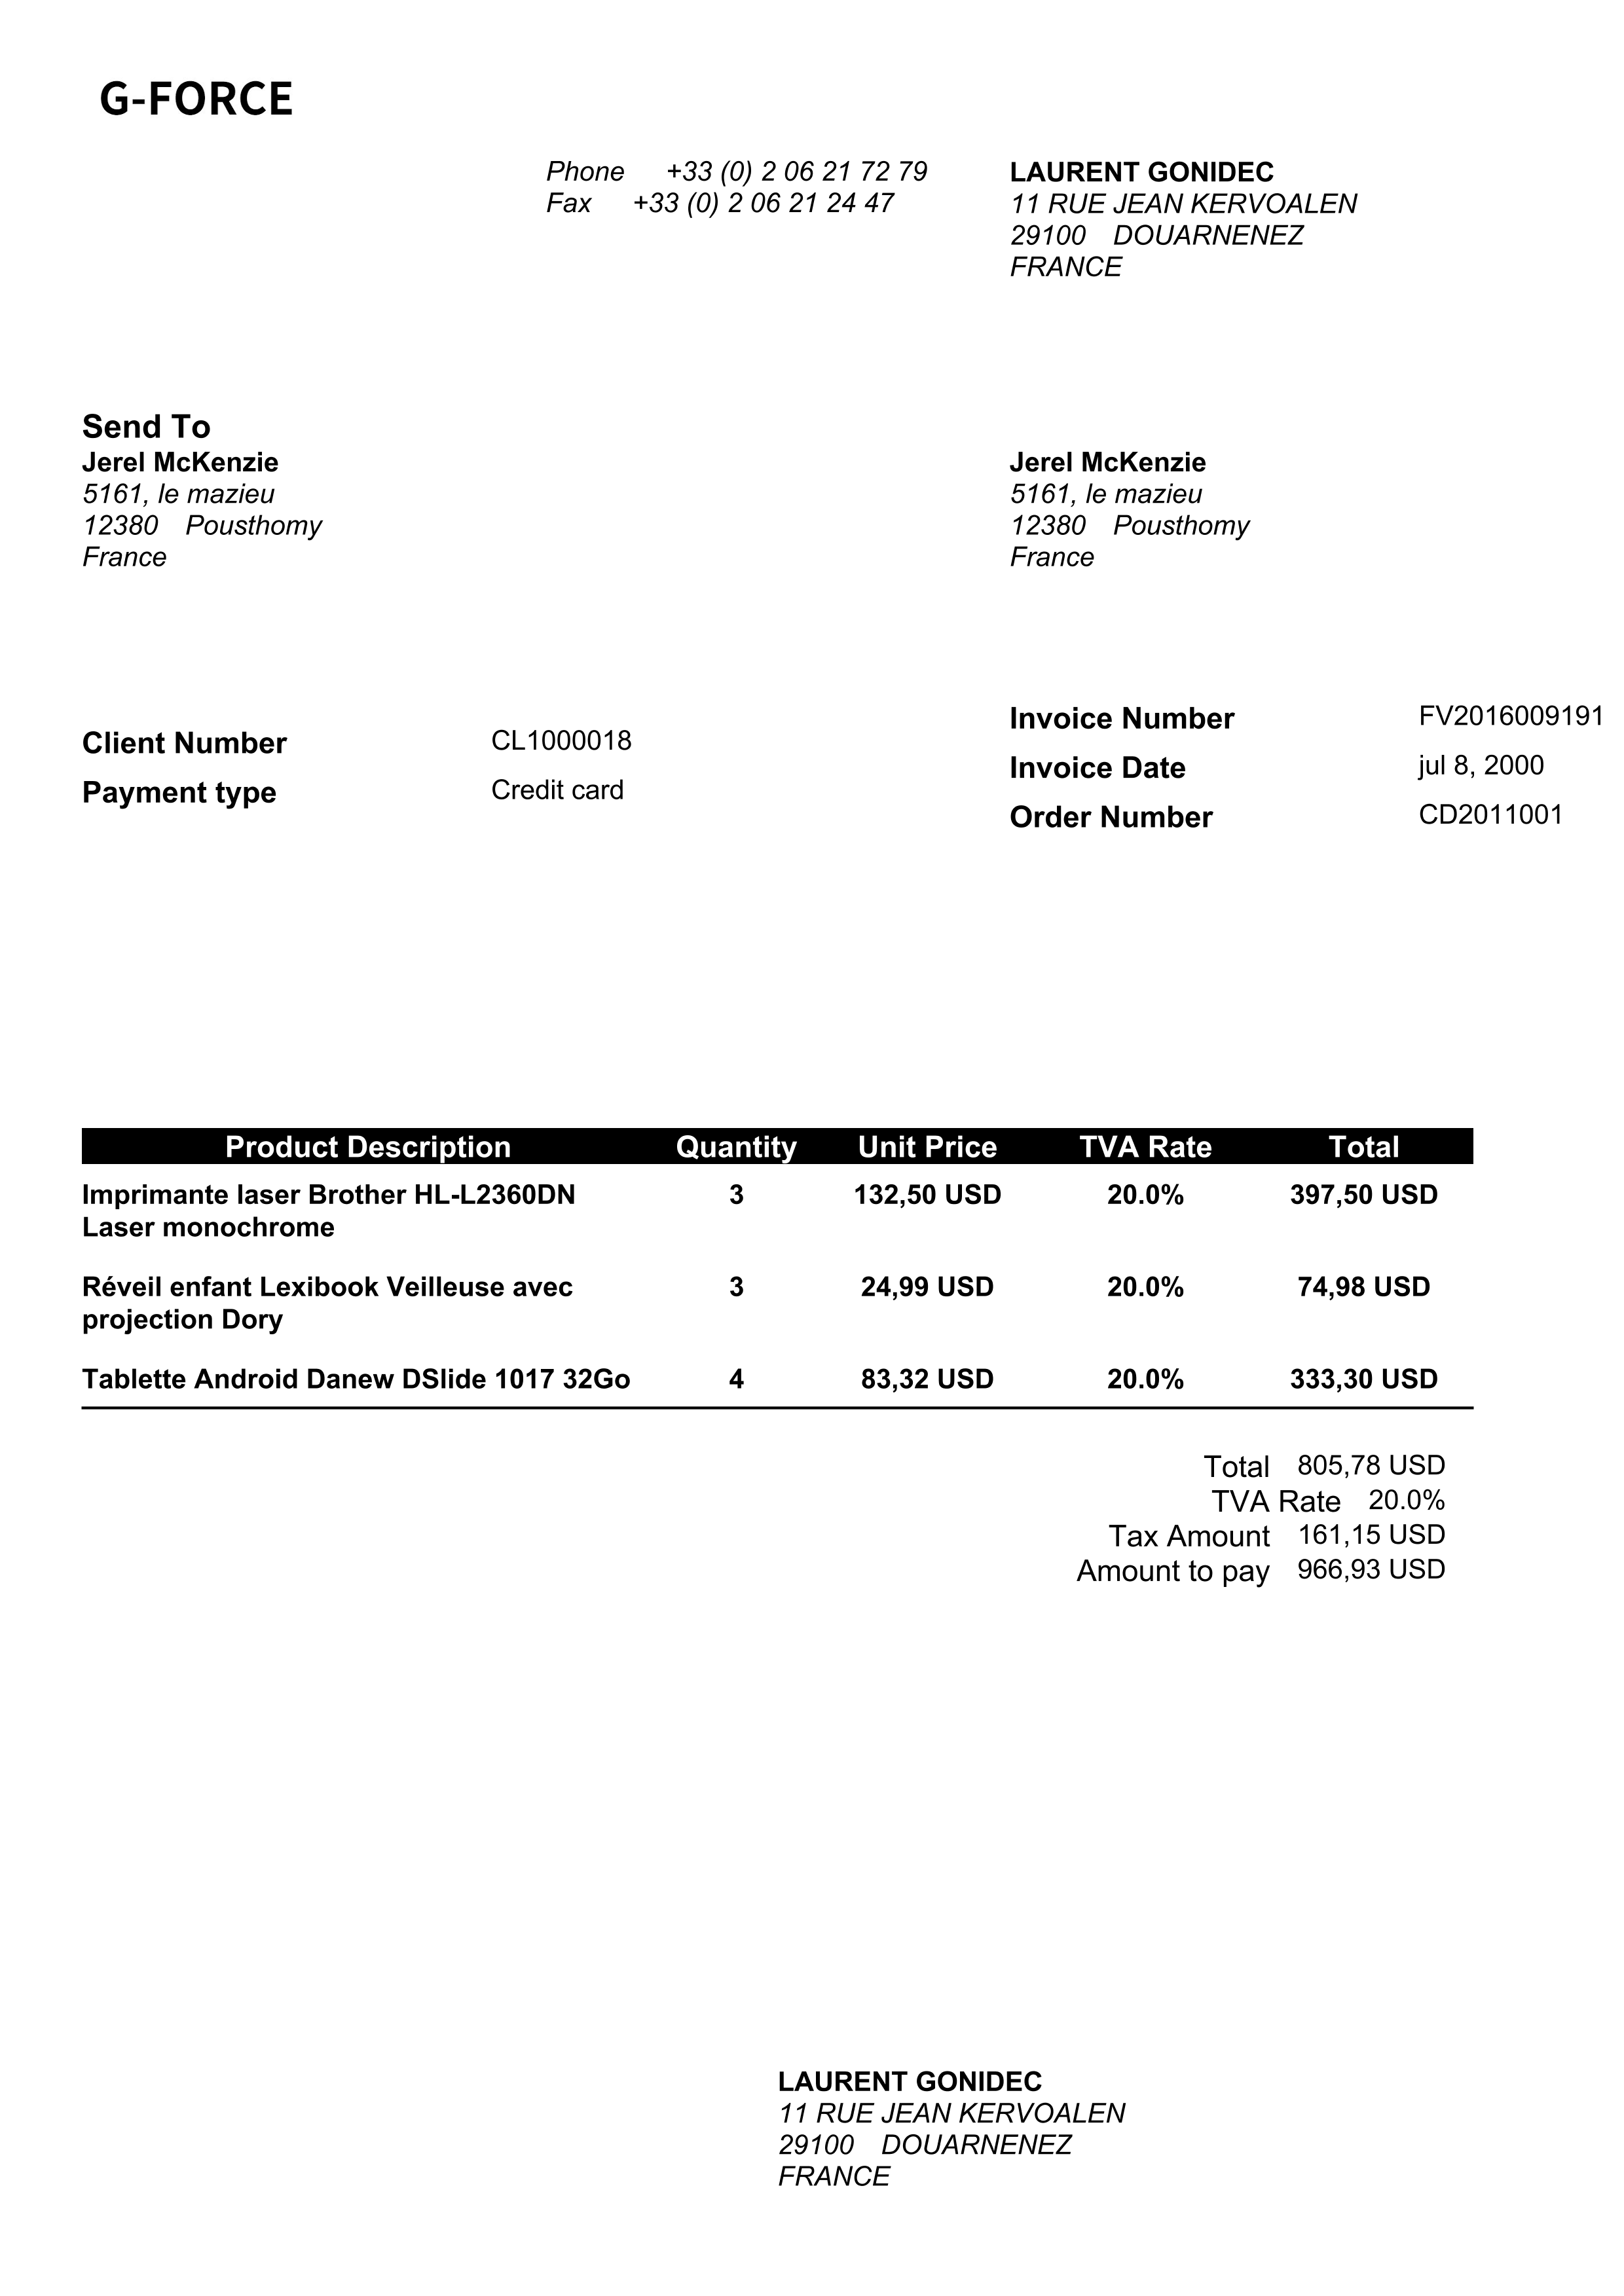 G-FORCE
Phone +33 (0) 2 06 21 72 79
Fax +33 (0) 2 06 21 24 47
LAURENT GONIDEC
11 RUE JEAN KERVOALEN
29100 DOUARNENEZ
FRANCE
Send To
Jerel McKenzie
5161, le mazieu
12380 Pousthomy
France
Jerel McKenzie
5161, le mazieu
12380 Pousthomy
France
Client Number CL1000018
Payment type Credit card
Invoice Number FV2016009191
Invoice Date jul 8, 2000
Order Number CD2011001
Product Description Quantity Unit Price TVA Rate Total
Imprimante laser Brother HL-L2360DN 3 132,50 USD 20.0% 397,50 USD
Laser monochrome
Réveil enfant Lexibook Veilleuse avec 3 24,99 USD 20.0% 74,98 USD
projection Dory
Tablette Android Danew DSlide 1017 32Go 4 83,32 USD 20.0% 333,30 USD
Total 805,78 USD
TVA Rate 20.0%
Tax Amount 161,15 USD
Amount to pay 966,93 USD
LAURENT GONIDEC
11 RUE JEAN KERVOALEN
29100 DOUARNENEZ
FRANCE